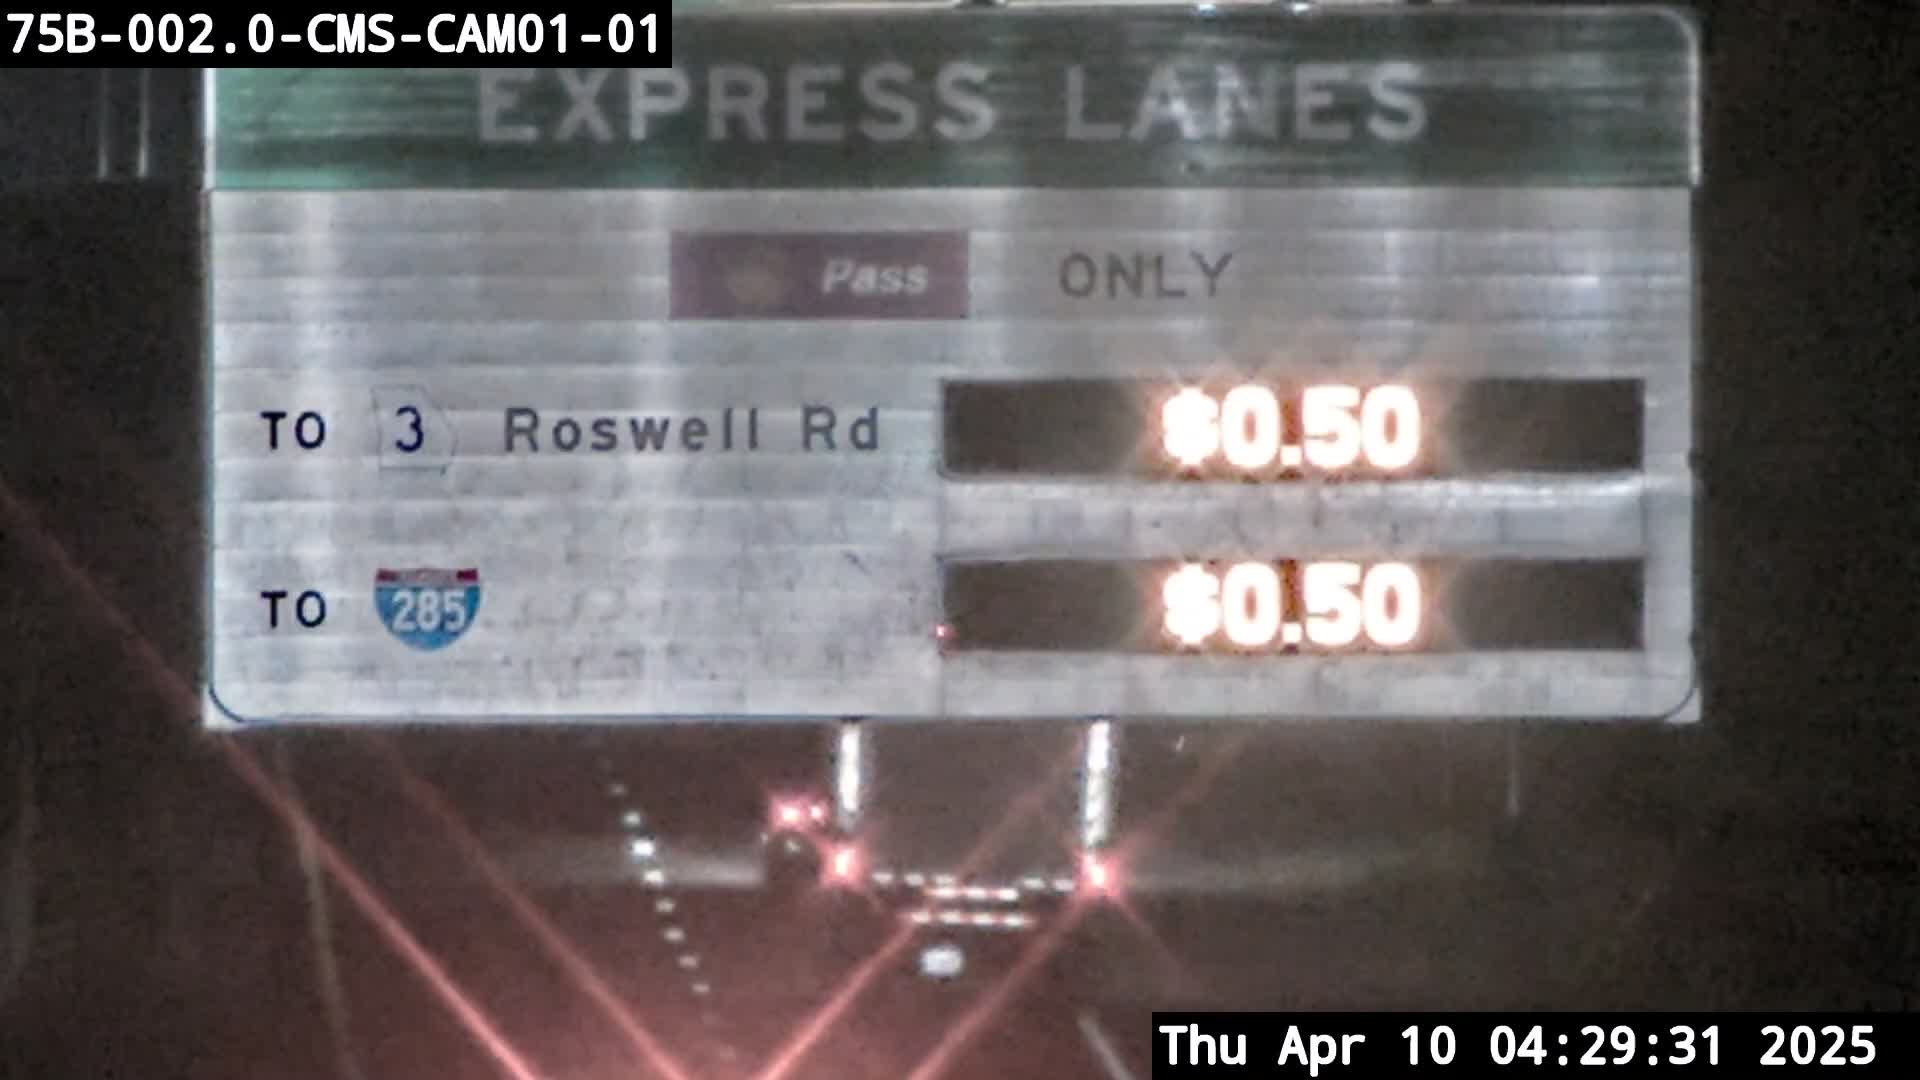 75B-002.0-CMS-CAM01-01
EXPRESS LANES
Pass ONLY
TO 3 Roswell Rd $0.50
TO 285 $0.50
Thu Apr 10 04:29:31 2025